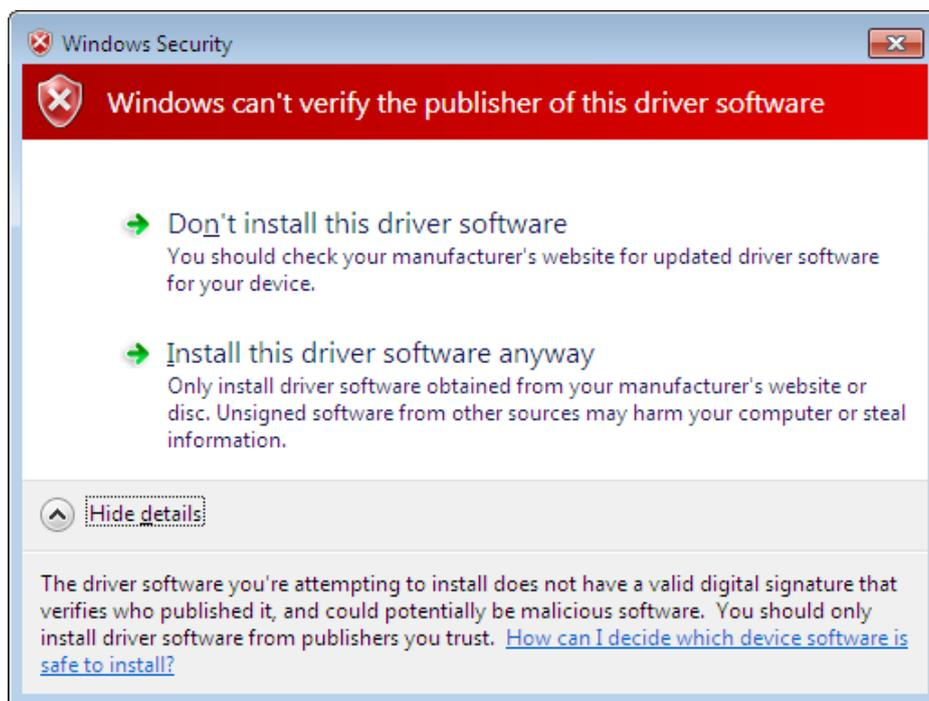 Windows Security
Windows can't verify the publisher of this driver software
Don't install this driver software
You should check your manufacturer's website for updated driver software
for your device.
Install this driver software anyway
Only install driver software obtained from your manufacturer's website or
disc. Unsigned software from other sources may harm your computer or steal
information.
Hide details
The driver software you're attempting to install does not have a valid digital signature that
verifies who published it, and could potentially be malicious software.  You should only
install driver software from publishers you trust.  How can I decide which device software is
safe to install?